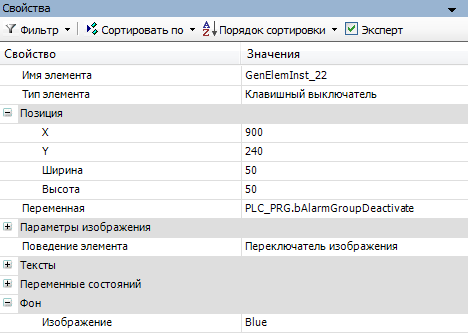 Свойства
Фильтр Сортировать по Порядок сортировки Эксперт
Свойство Значения
Имя элемента GenElemInst_22
Тип элемента Клавишный выключатель
Позиция
X 900
Y 240
Ширина 50
Высота 50
Переменная PLC_PRG.bAlarmGroupDeactivate
Параметры изображения
Поведение элемента Переключатель изображения
Тексты
Переменные состояний
Фон
Изображение Blue